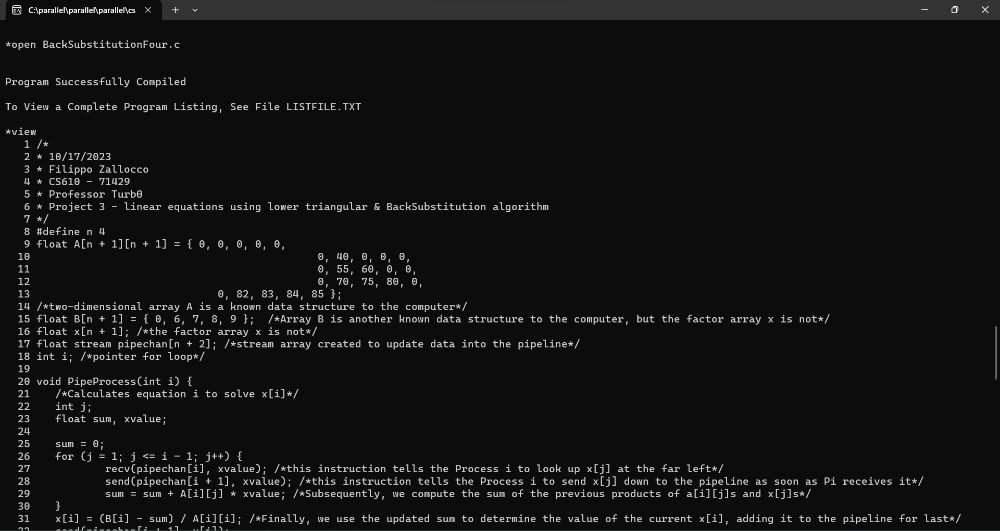 C:\parallel\parallel\parallel\cs
*open BackSubstitutionFour.c
Program Successfully Compiled
To View a Complete Program Listing, See File LISTFILE.TXT
*view
1 /*
2 * 10/17/2023
3 * Filippo Zallocco
4 * CS610 - 71429
5 * Professor Turbθ
6 * Project 3 - linear equations using lower triangular & BackSubstitution algorithm
7 */
8 #define n 4
9 float A[n + 1][n + 1] = { 0, 0, 0, 0, 0,
10 0, 40, 0, 0, 0,
11 0, 55, 60, 0, 0,
12 0, 70, 75, 80, 0,
13 0, 82, 83, 84, 85 };
14 /*two-dimensional array A is a known data structure to the computer*/
15 float B[n + 1] = { 0, 6, 7, 8, 9 }; /*Array B is another known data structure to the computer, but the factor array x is not*/
16 float x[n + 1]; /*the factor array x is not*/
17 float stream pipechan[n + 2]; /*stream array created to update data into the pipeline*/
18 int i; /*pointer for loop*/
19
20 void PipeProcess(int i) {
21 /*Calculates equation i to solve x[i]*/
22 int j;
23 float sum, xvalue;
24
25 sum = 0;
26 for (j = 1; j <= i - 1; j++) {
27 recv(pipechan[i], xvalue); /*this instruction tells the Process i to look up x[j] at the far left*/
28 send(pipechan[i + 1], xvalue); /*this instruction tells the Process i to send x[j] down to the pipeline as soon as Pi receives it*/
29 sum = sum + A[i][j] * xvalue; /*Subsequently, we compute the sum of the previous products of a[i][j]s and x[j]s*/
30 }
31 x[i] = (B[i] - sum) / A[i][i]; /*Finally, we use the updated sum to determine the value of the current x[i], adding it to the pipeline for last*/
32 send(pipechan[i + 1], x[i]);